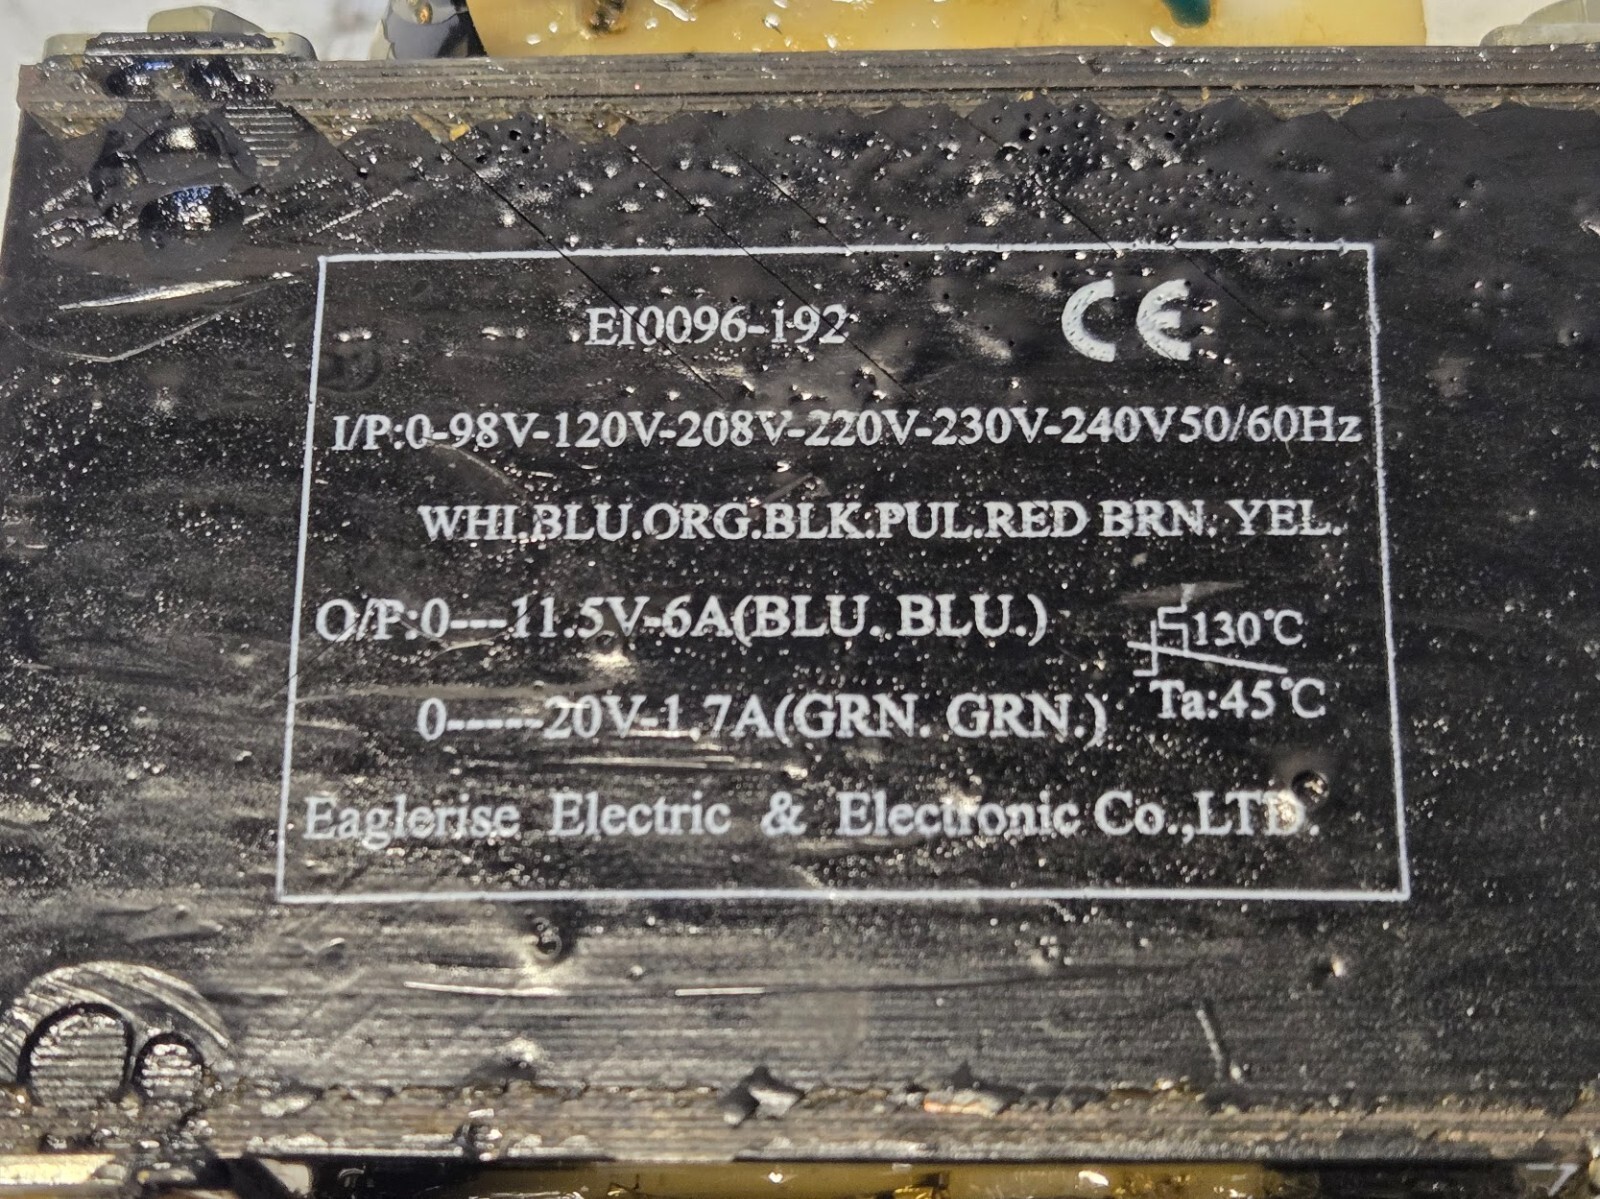 EI0096-192 CE
I/P:0-98V-120V-208V-220V-230V-240V50/60Hz
WHI.BLU.ORG.BLK.PUL.RED BRN. YEL.
O/P:0---11.5V-6A(BLU. BLU.)
130℃
0-----20V-1.7A(GRN. GRN.)
Ta:45℃
Eaglerise Electric & Electronic Co.,LTD.